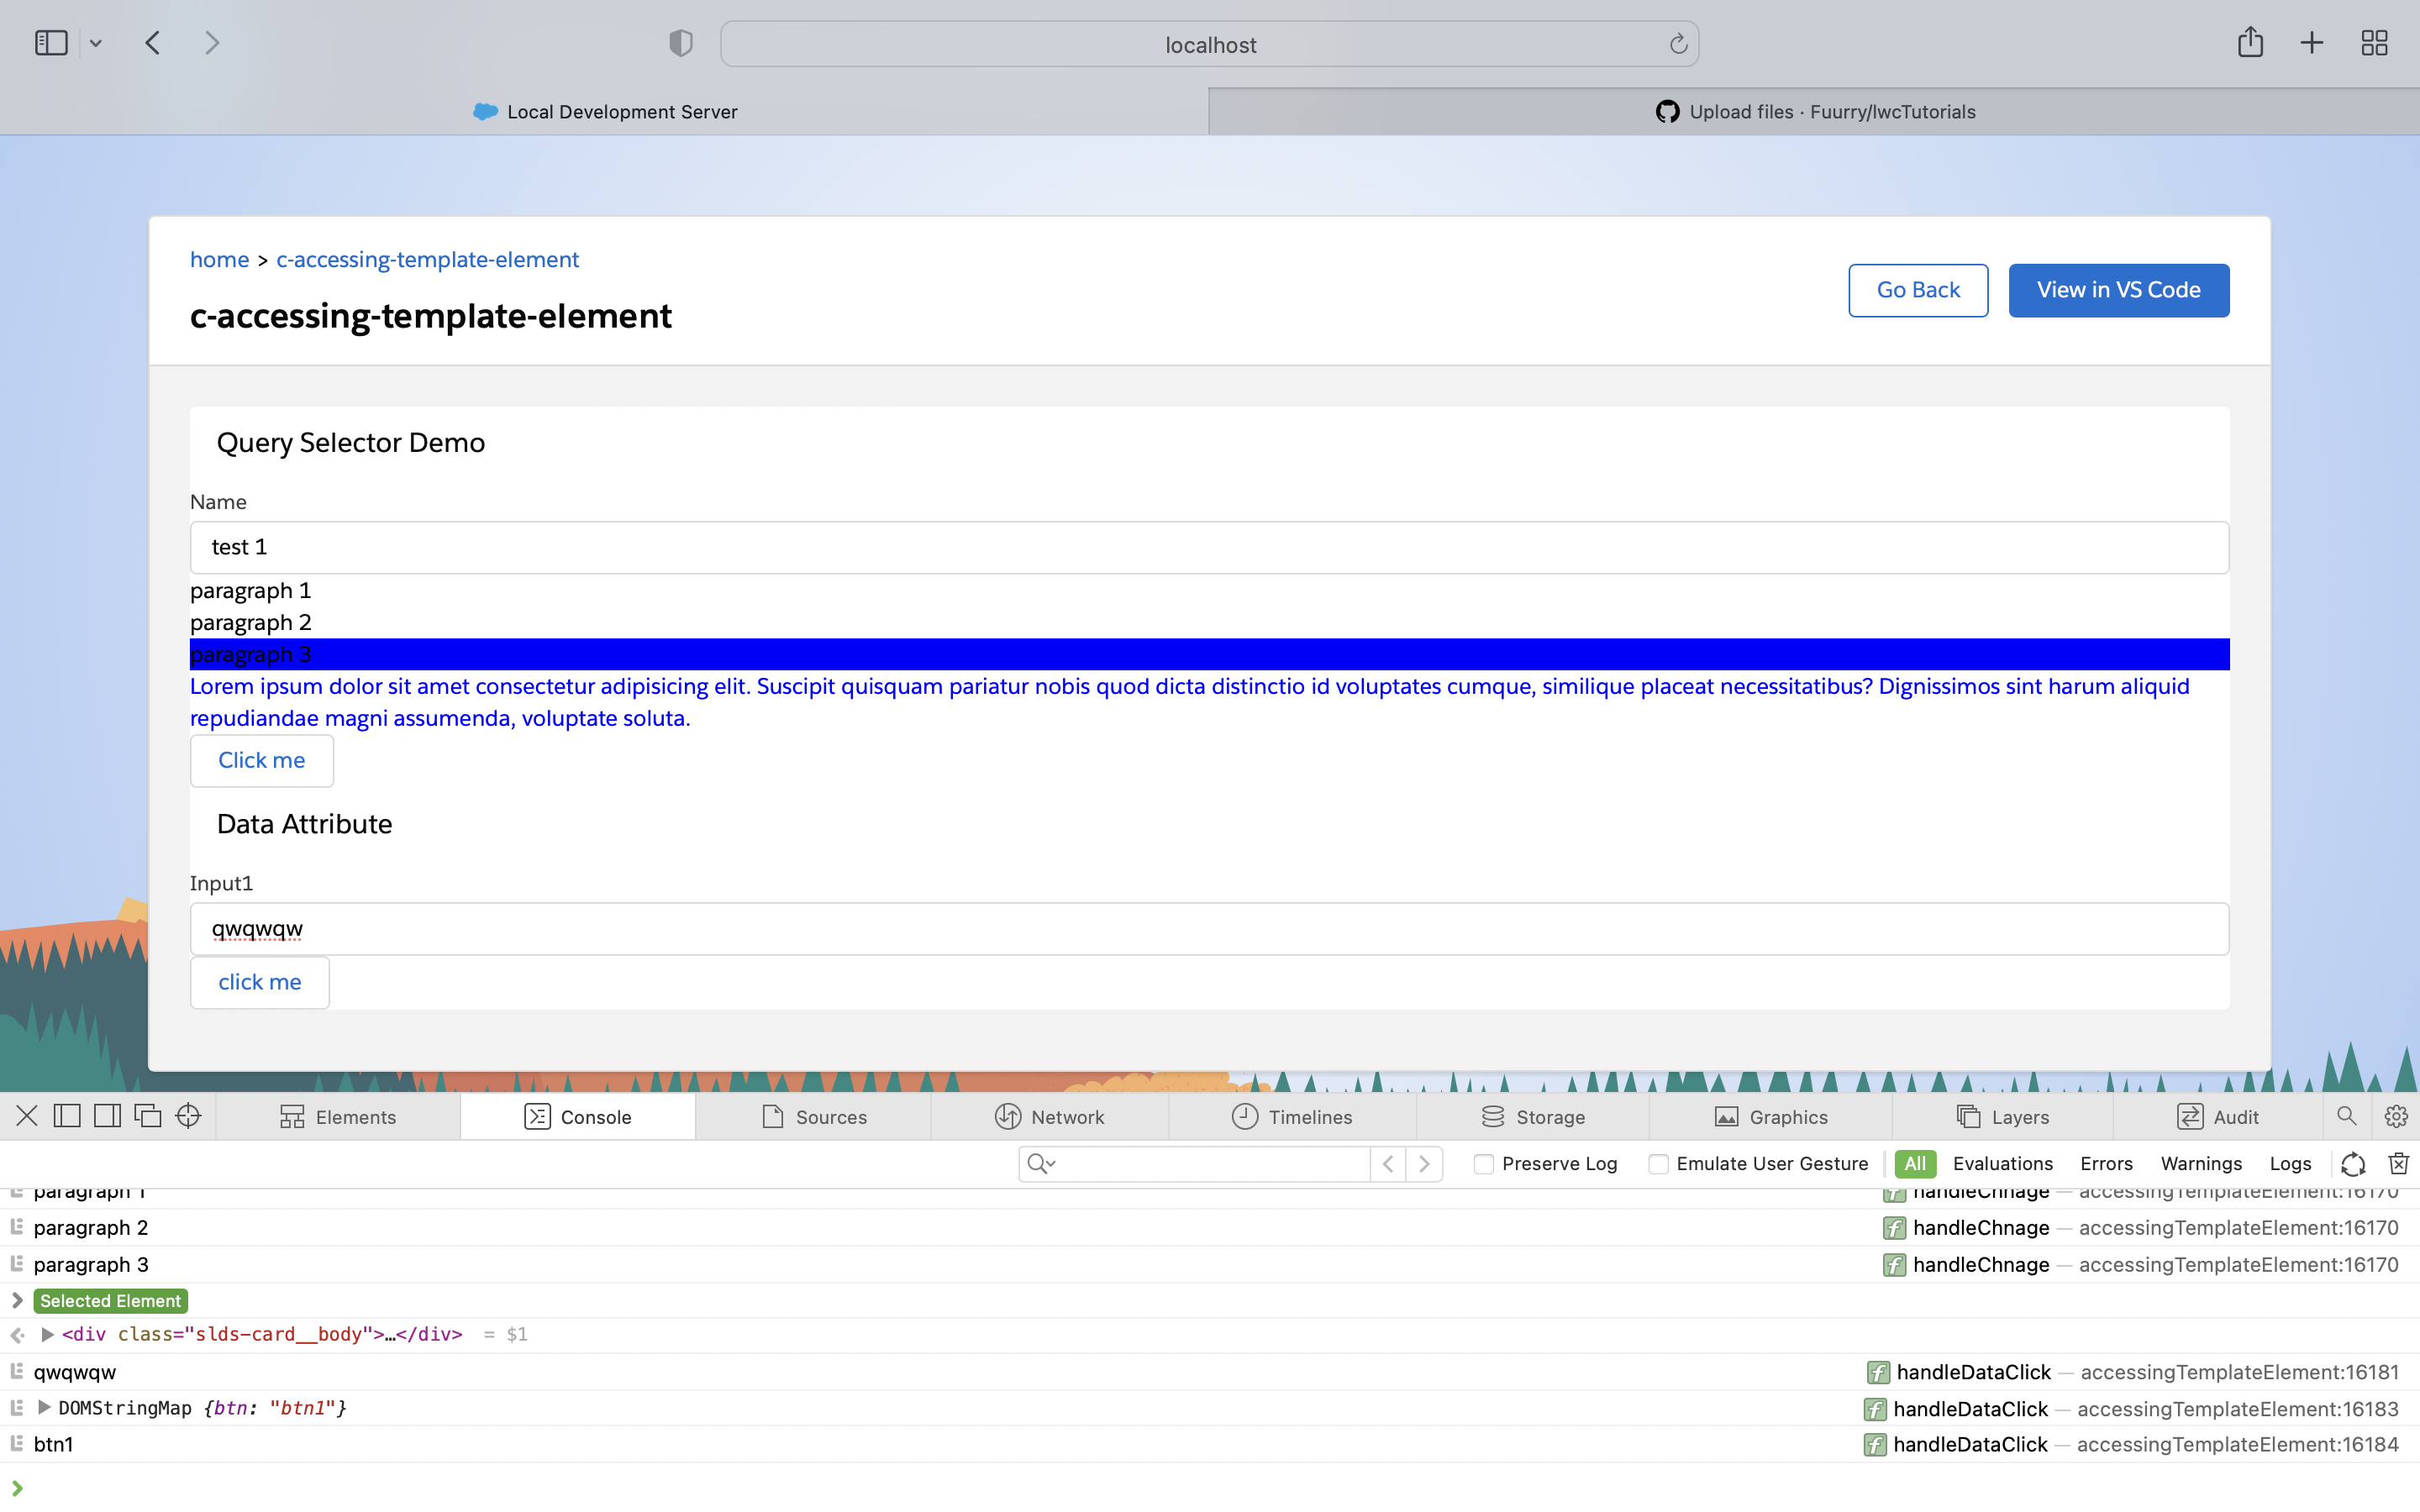 localhost
Local Development Server
Upload files · Fuurry/lwcTutorials
home > c-accessing-template-element
c-accessing-template-element
Go Back
View in VS Code
Query Selector Demo
Name
test 1
paragraph 1
paragraph 2
paragraph 3
Lorem ipsum dolor sit amet consectetur adipisicing elit. Suscipit quisquam pariatur nobis quod dicta distinctio id voluptates cumque, similique placeat necessitatibus? Dignissimos sint harum aliquid
repudiandae magni assumenda, voluptate soluta.
Click me
Data Attribute
Input1
qwqwqw
click me
Elements Console Sources Network Timelines Storage Graphics Layers Audit
Preserve Log Emulate User Gesture All Evaluations Errors Warnings Logs
paragraph 1 handleChnage — accessingTemplateElement:16170
paragraph 2 handleChnage — accessingTemplateElement:16170
paragraph 3 handleChnage — accessingTemplateElement:16170
Selected Element
<div class="slds-card__body">…</div> = $1
qwqwqw handleDataClick — accessingTemplateElement:16181
DOMStringMap {btn: "btn1"} handleDataClick — accessingTemplateElement:16183
btn1 handleDataClick — accessingTemplateElement:16184